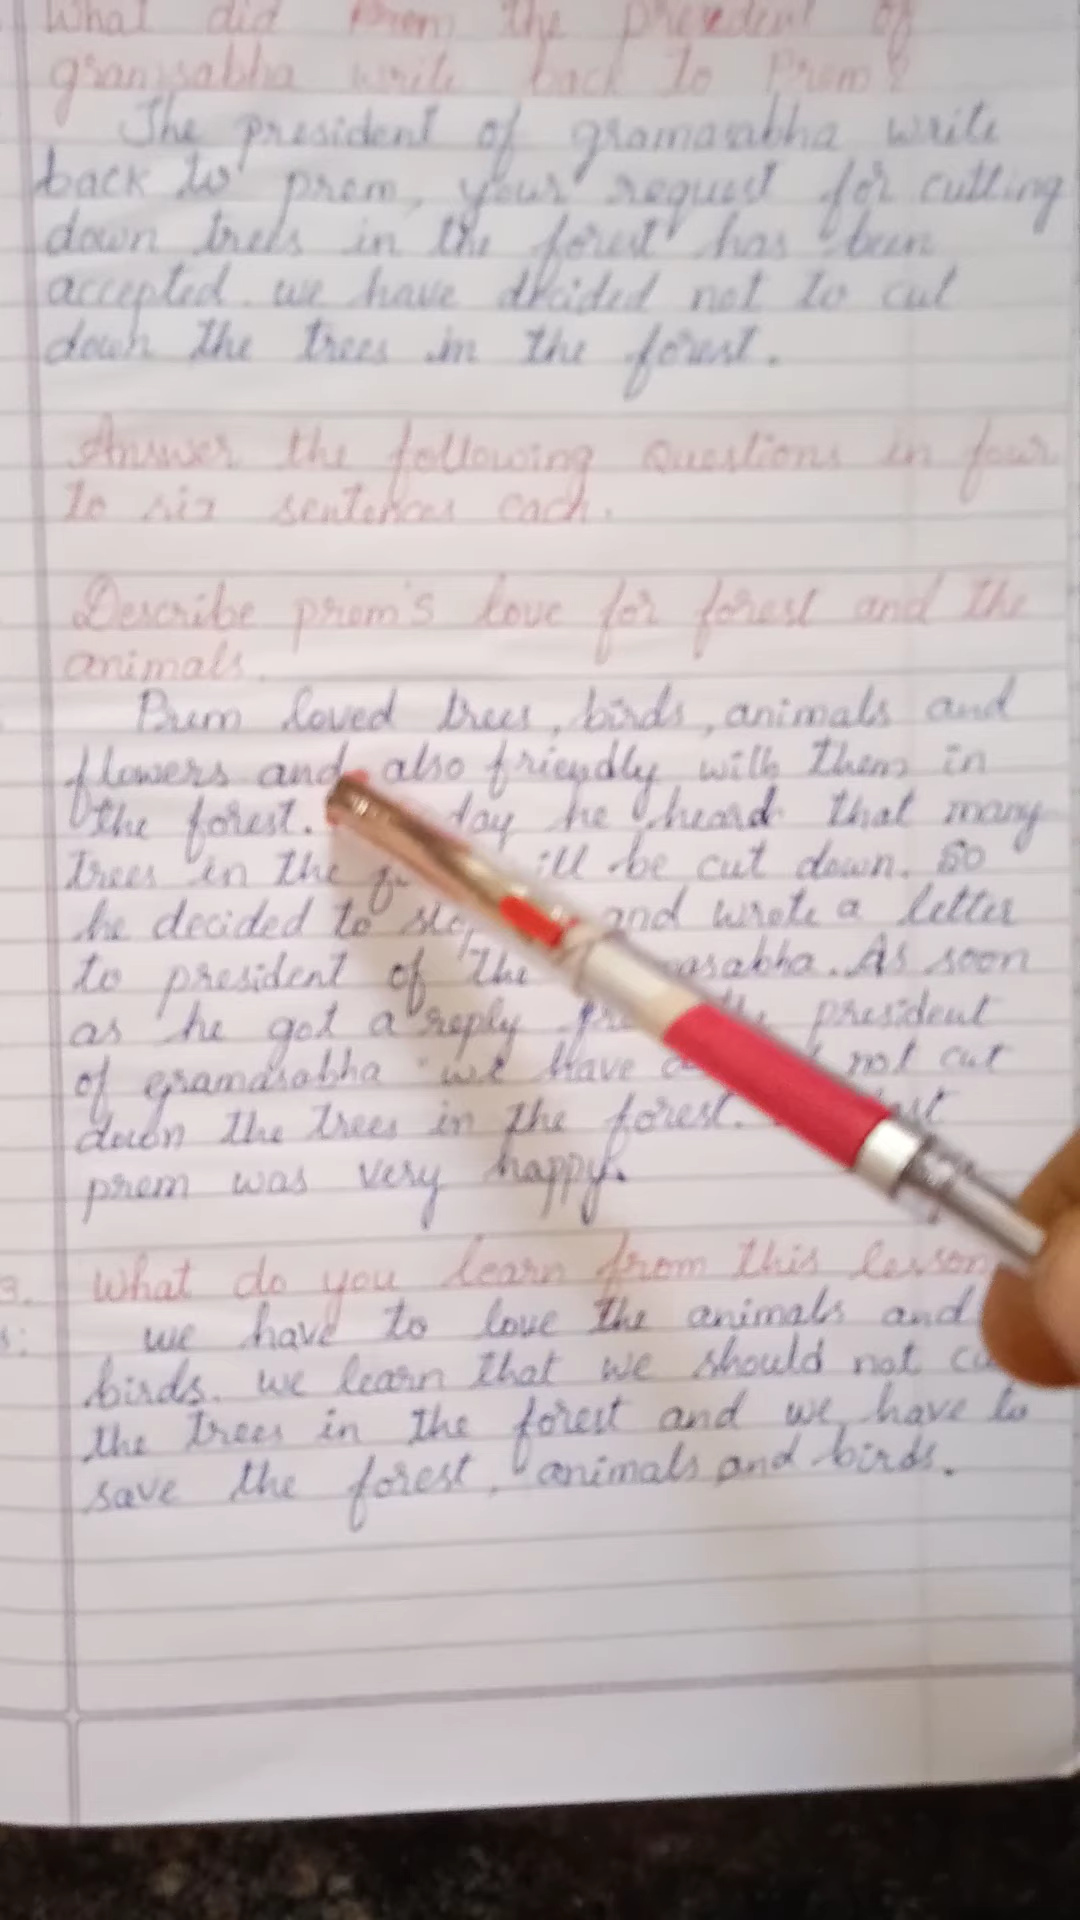 What did Prem the president of
gramsabha write back to Prem?
The president of gramasabha write
back to prem, your request for cutting
down trees in the forest has been
accepted. we have dicided not to cut
down the trees in the forest.
Answer the following Questions in four
to six sentences each.
Describe prem's love for forest and the
animals.
Prem loved trees, birds, animals and
flowers and also friendly with them in
the forest. day he heard that many
trees in the ill be cut down. So
he decided to and wrote a letter
to president of the asabha. As soon
as he got a reply president
of gramasabha we have not cut
down the trees in the forest.
prem was very happy.
What do you learn from this lesson
we have to love the animals and
birds. we learn that we should not
the trees in the forest and we have to
save the forest, animals and birds.